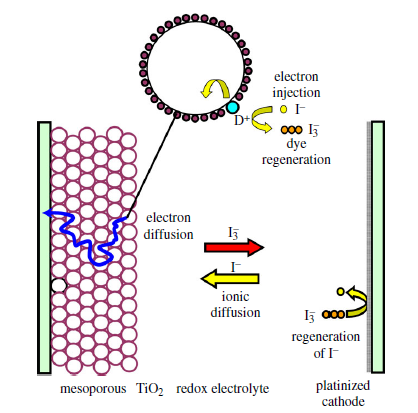 electron
injection
I⁻
D+
I₃⁻
dye
regeneration
electron
diffusion
I₃⁻
I⁻
ionic
diffusion
I₃⁻
regeneration
of I⁻
mesoporous TiO₂ redox electrolyte
platinized
cathode